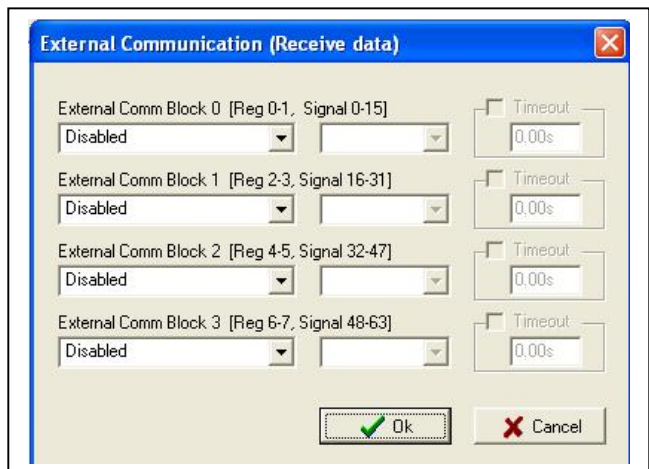 External Communication (Receive data)
External Comm Block 0 [Reg 0-1, Signal 0-15]
Timeout
Disabled
0.00s
External Comm Block 1 [Reg 2-3, Signal 16-31]
Timeout
Disabled
0.00s
External Comm Block 2 [Reg 4-5, Signal 32-47]
Timeout
Disabled
0.00s
External Comm Block 3 [Reg 6-7, Signal 48-63]
Timeout
Disabled
0.00s
Ok
Cancel